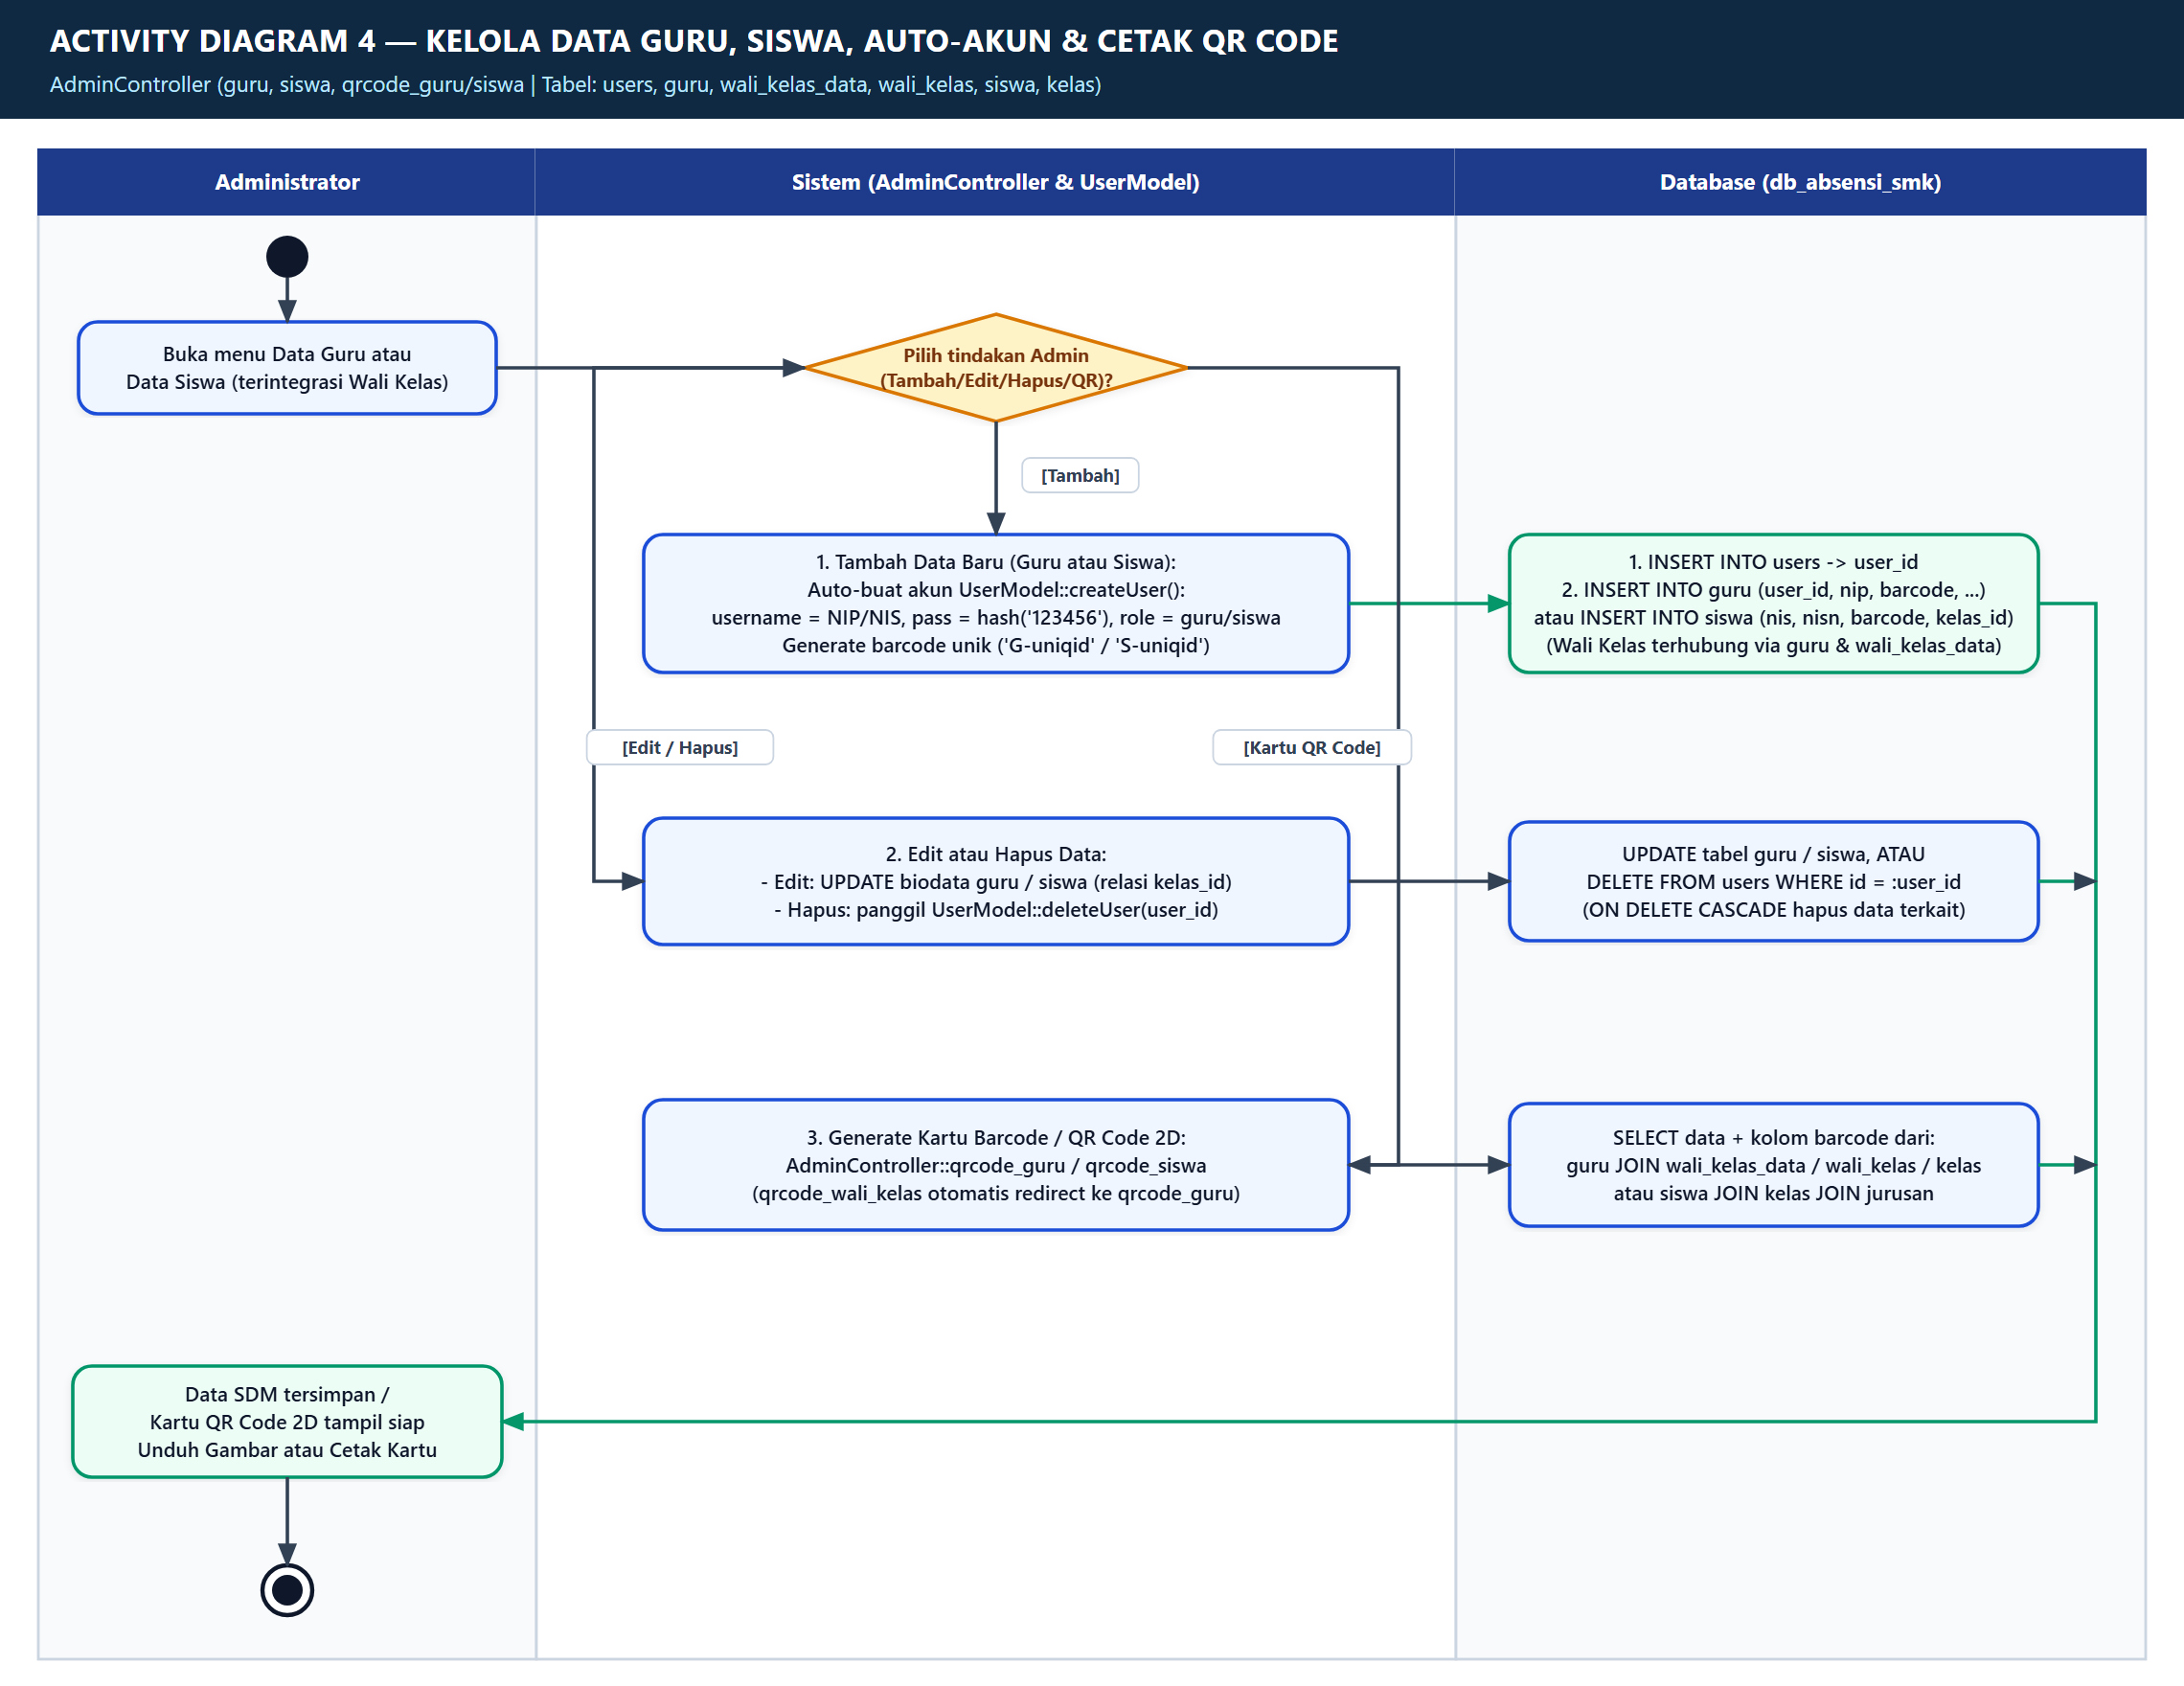 ACTIVITY DIAGRAM 4 — KELOLA DATA GURU, SISWA, AUTO-AKUN & CETAK QR CODE
AdminController (guru, siswa, qrcode_guru/siswa | Tabel: users, guru, wali_kelas_data, wali_kelas, siswa, kelas)
Administrator
Sistem (AdminController & UserModel)
Database (db_absensi_smk)
Buka menu Data Guru atau
Data Siswa (terintegrasi Wali Kelas)
Pilih tindakan Admin
(Tambah/Edit/Hapus/QR)?
[Tambah]
1. Tambah Data Baru (Guru atau Siswa):
Auto-buat akun UserModel::createUser():
username = NIP/NIS, pass = hash('123456'), role = guru/siswa
Generate barcode unik ('G-uniqid' / 'S-uniqid')
1. INSERT INTO users -> user_id
2. INSERT INTO guru (user_id, nip, barcode, ...)
atau INSERT INTO siswa (nis, nisn, barcode, kelas_id)
(Wali Kelas terhubung via guru & wali_kelas_data)
[Edit / Hapus]
[Kartu QR Code]
2. Edit atau Hapus Data:
- Edit: UPDATE biodata guru / siswa (relasi kelas_id)
- Hapus: panggil UserModel::deleteUser(user_id)
UPDATE tabel guru / siswa, ATAU
DELETE FROM users WHERE id = :user_id
(ON DELETE CASCADE hapus data terkait)
3. Generate Kartu Barcode / QR Code 2D:
AdminController::qrcode_guru / qrcode_siswa
(qrcode_wali_kelas otomatis redirect ke qrcode_guru)
SELECT data + kolom barcode dari:
guru JOIN wali_kelas_data / wali_kelas / kelas
atau siswa JOIN kelas JOIN jurusan
Data SDM tersimpan /
Kartu QR Code 2D tampil siap
Unduh Gambar atau Cetak Kartu